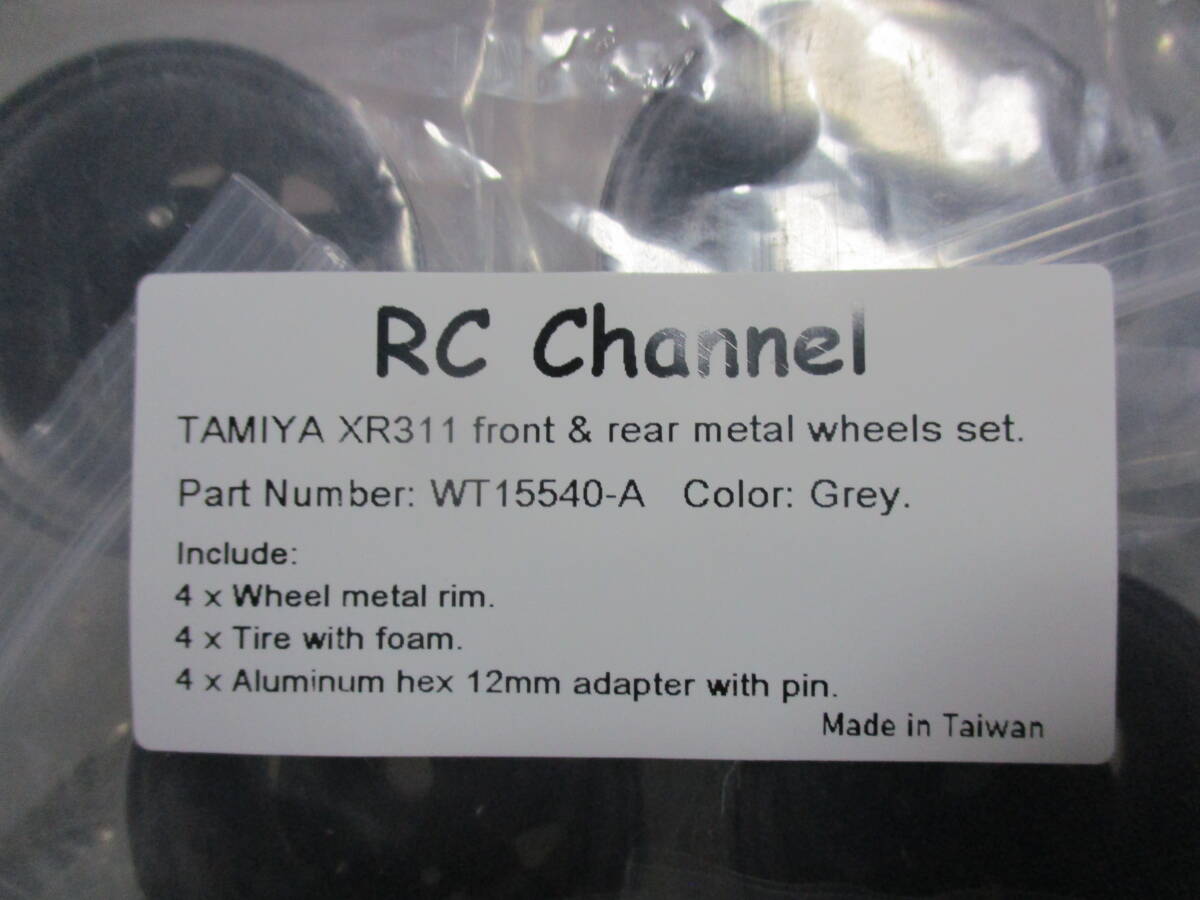 RC Channel
TAMIYA XR311 front & rear metal wheels set.
Part Number: WT15540-A Color: Grey.
Include:
4 x Wheel metal rim.
4 x Tire with foam.
4 x Aluminum hex 12mm adapter with pin.
Made in Taiwan